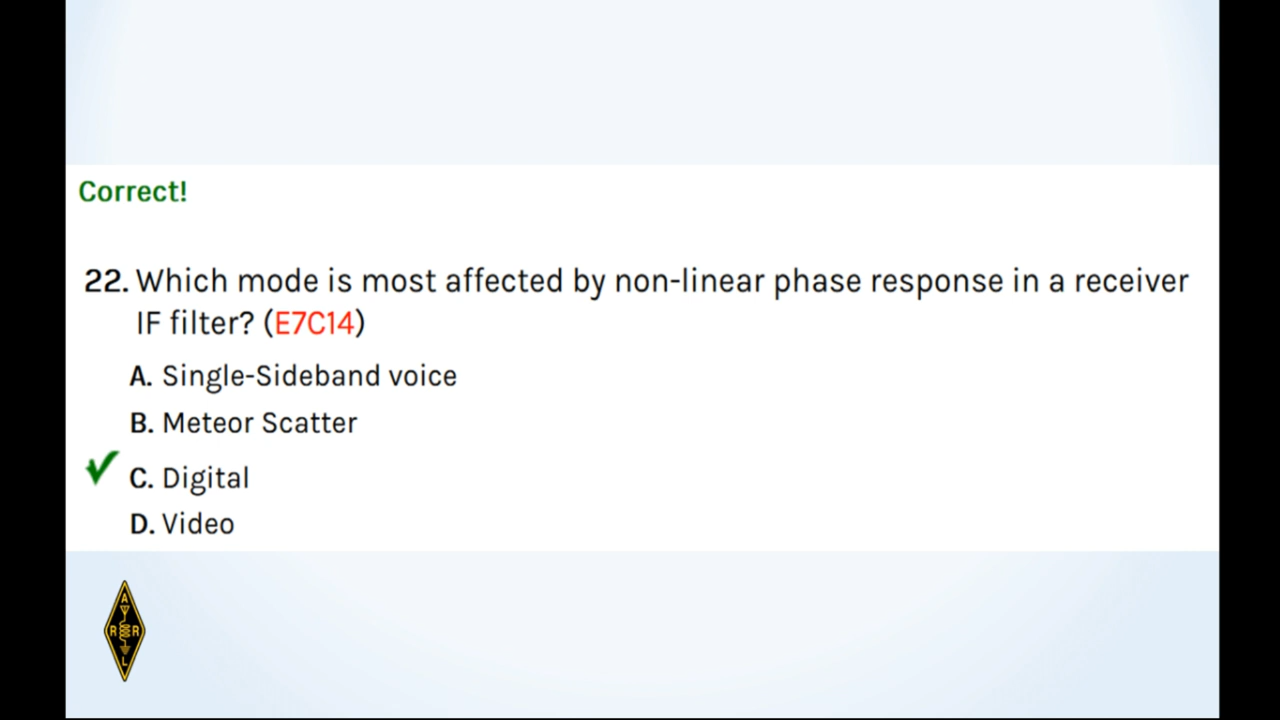 Correct!
22. Which mode is most affected by non-linear phase response in a receiver
IF filter? (E7C14)
A. Single-Sideband voice
B. Meteor Scatter
C. Digital
D. Video
A
R R
L